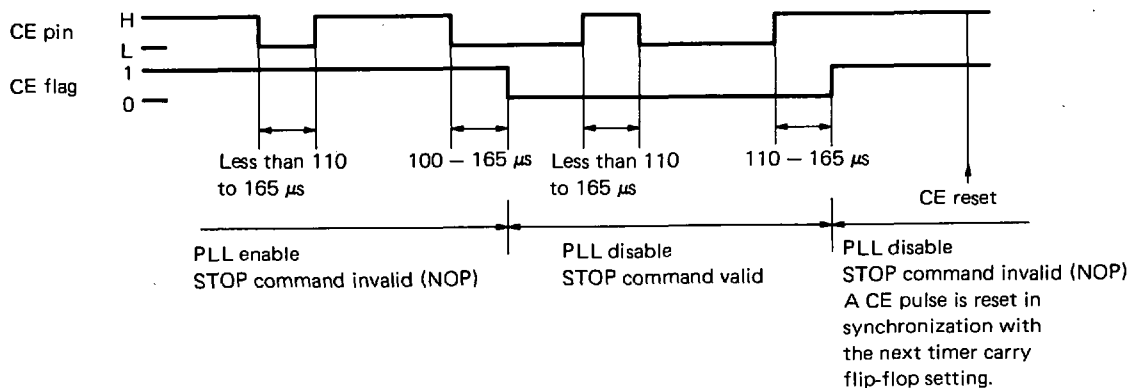 CE pin
H
L
CE flag
1
0
Less than 110
to 165 μs
100 – 165 μs
Less than 110
to 165 μs
110 – 165 μs
CE reset
PLL enable
STOP command invalid (NOP)
PLL disable
STOP command valid
PLL disable
STOP command invalid (NOP)
A CE pulse is reset in
synchronization with
the next timer carry
flip-flop setting.